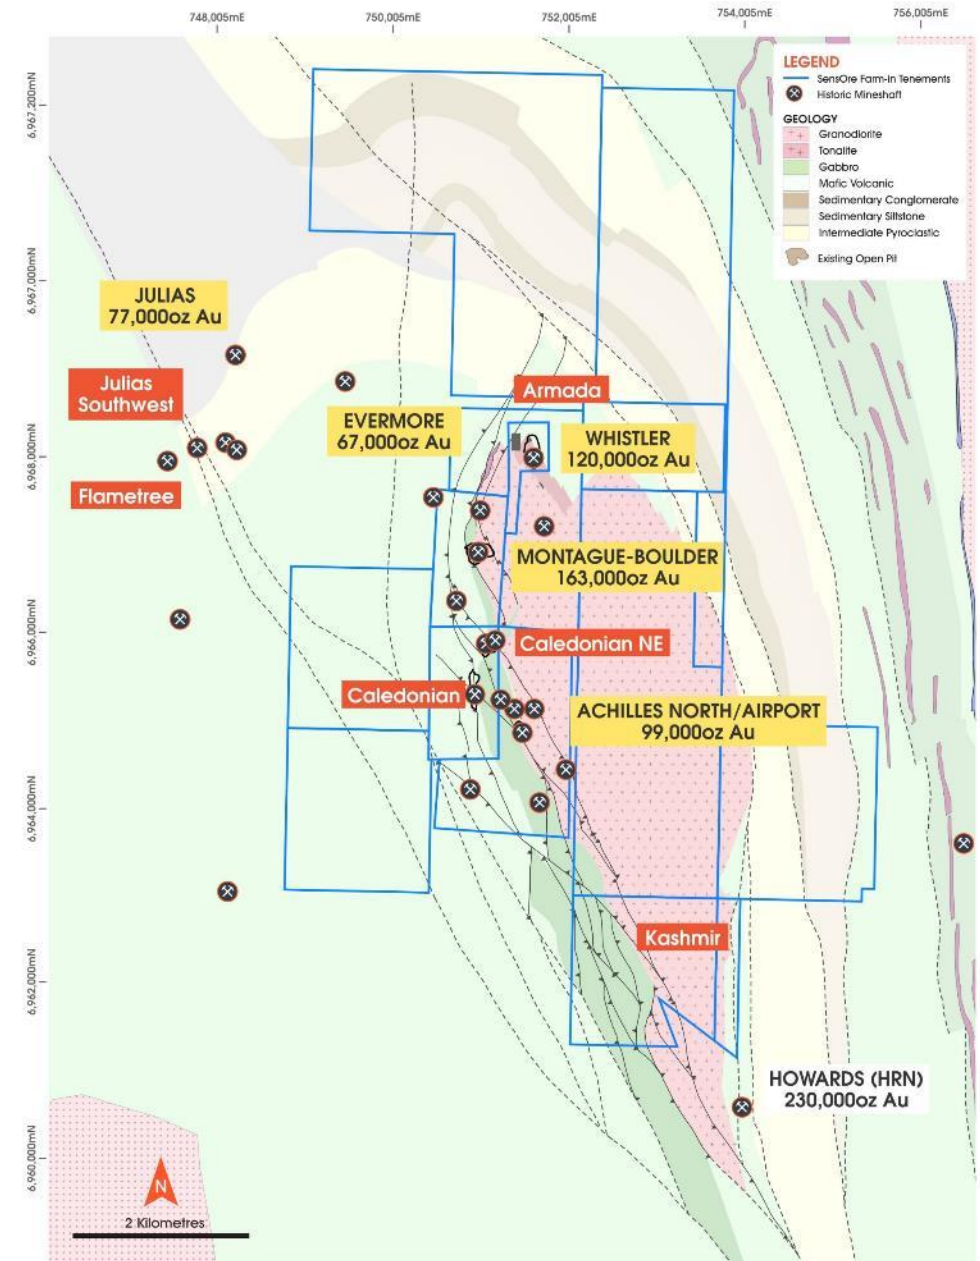 748,005mE
750,005mE
752,005mE
754,005mE
756,005mE
6,967,200mN
6,967,000mN
6,968,000mN
6,966,000mN
6,964,000mN
6,962,000mN
6,960,000mN
LEGEND
SensOre Farm-in Tenements
Historic Mineshaft
GEOLOGY
Granodiorite
Tonalite
Gabbro
Mafic Volcanic
Sedimentary Conglomerate
Sedimentary Siltstone
Intermediate Pyroclastic
Existing Open Pit
JULIAS
77,000oz Au
Julias
Southwest
Flametree
Armada
EVERMORE
67,000oz Au
WHISTLER
120,000oz Au
MONTAGUE-BOULDER
163,000oz Au
Caledonian NE
Caledonian
ACHILLES NORTH/AIRPORT
99,000oz Au
Kashmir
HOWARDS (HRN)
230,000oz Au
N
2 Kilometres